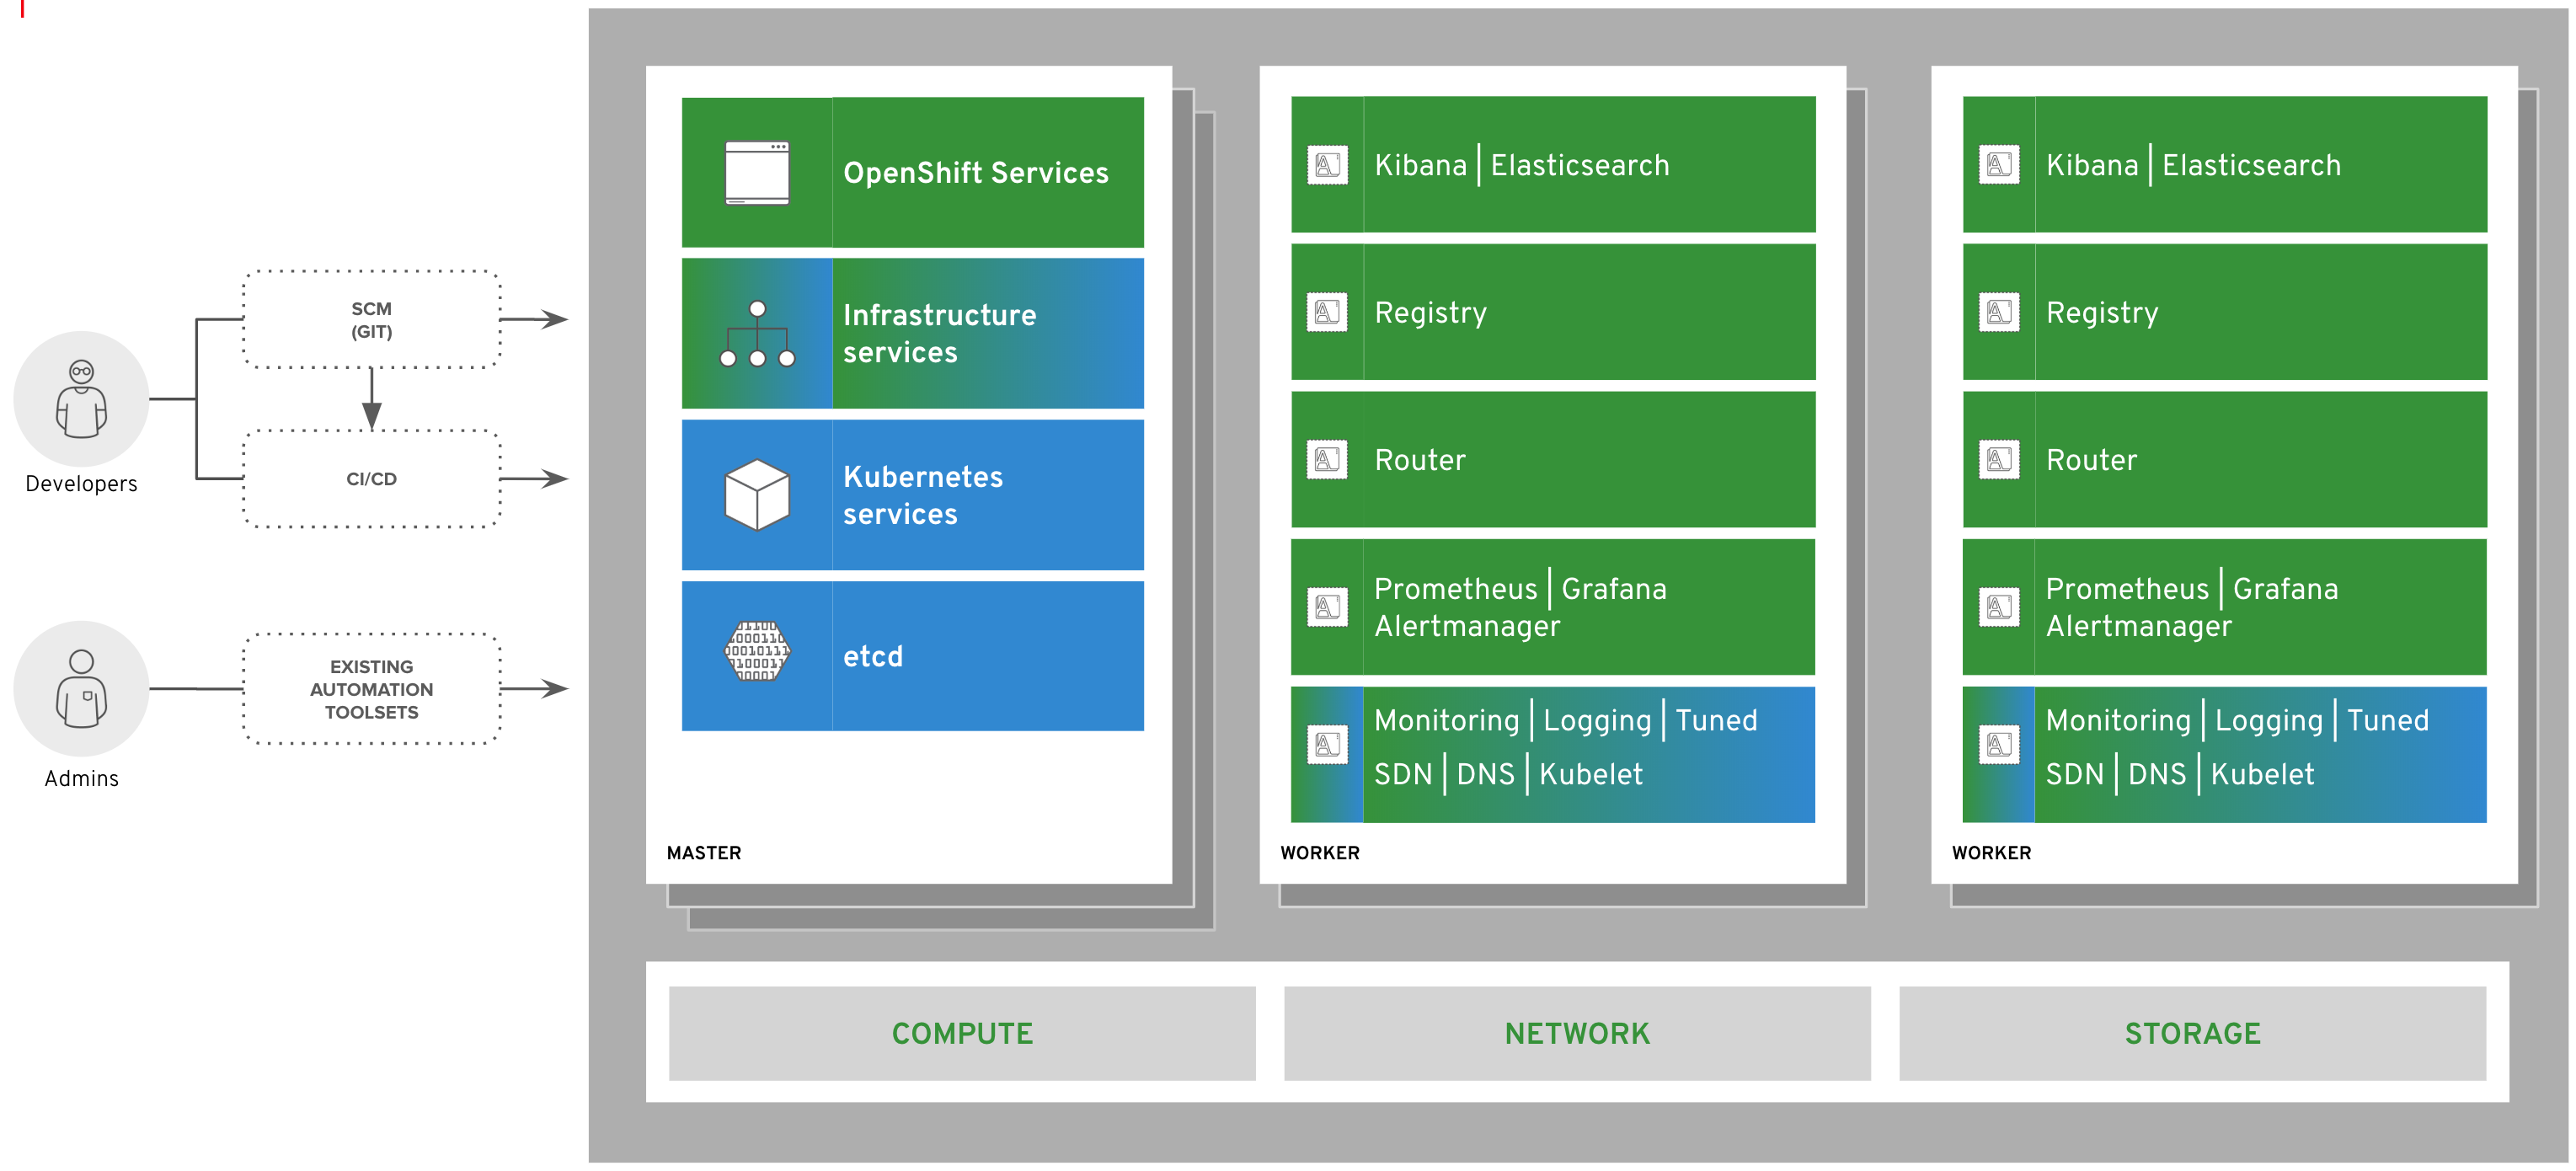 Developers
SCM
(GIT)
CI/CD
Admins
EXISTING
AUTOMATION
TOOLSETS
OpenShift Services
Infrastructure
services
Kubernetes
services
etcd
MASTER
Kibana | Elasticsearch
Registry
Router
Prometheus | Grafana
Alertmanager
Monitoring | Logging | Tuned
SDN | DNS | Kubelet
WORKER
Kibana | Elasticsearch
Registry
Router
Prometheus | Grafana
Alertmanager
Monitoring | Logging | Tuned
SDN | DNS | Kubelet
WORKER
COMPUTE
NETWORK
STORAGE